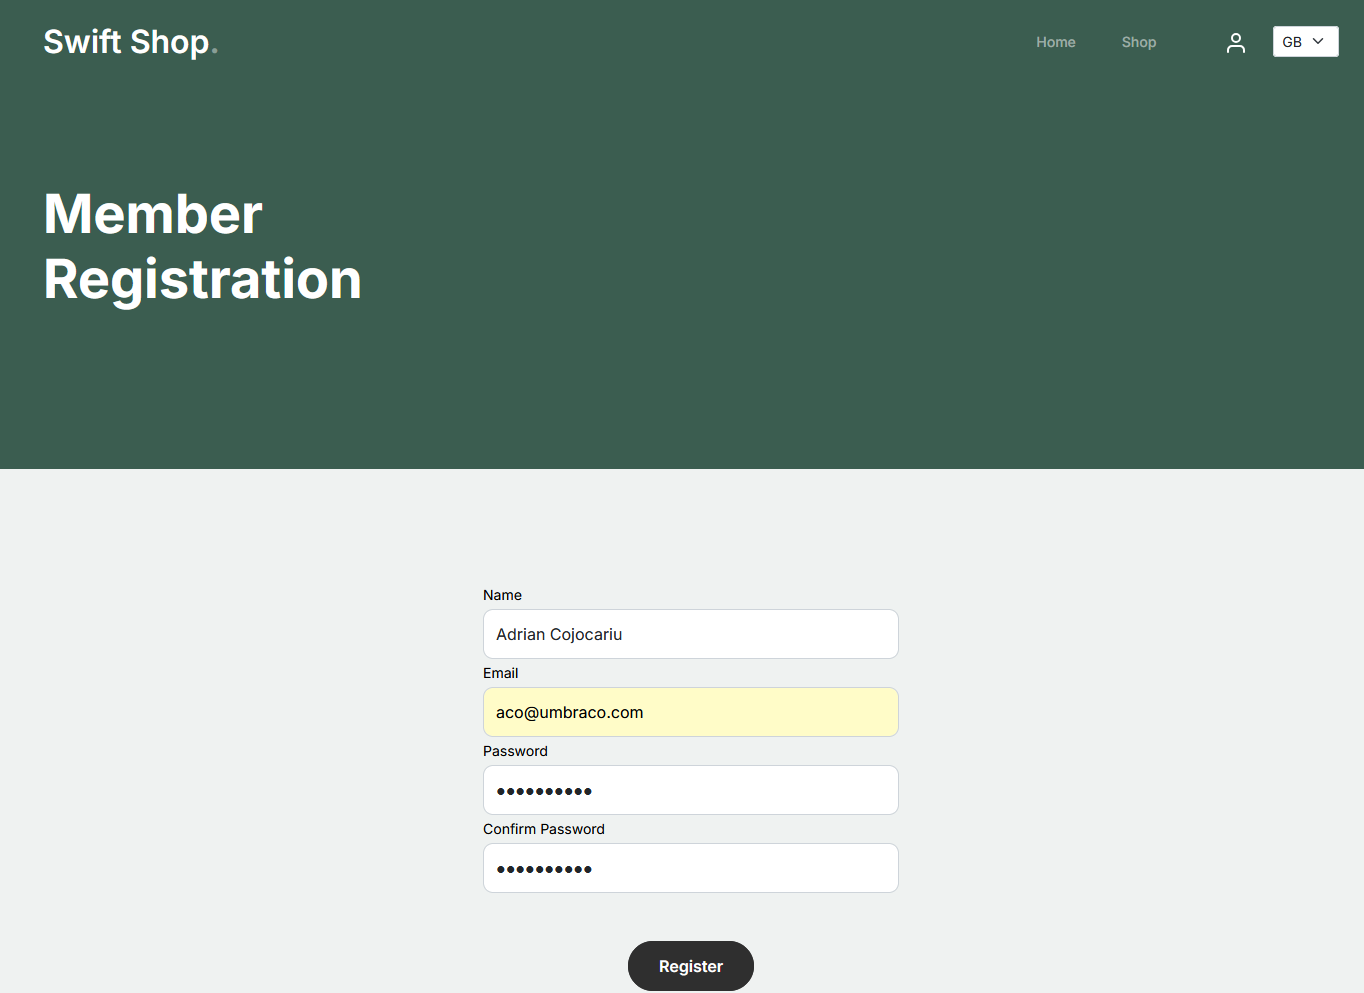 Swift Shop.
Home
Shop
GB
Member
Registration
Name
Adrian Cojocariu
Email
aco@umbraco.com
Password
••••••••••
Confirm Password
••••••••••
Register